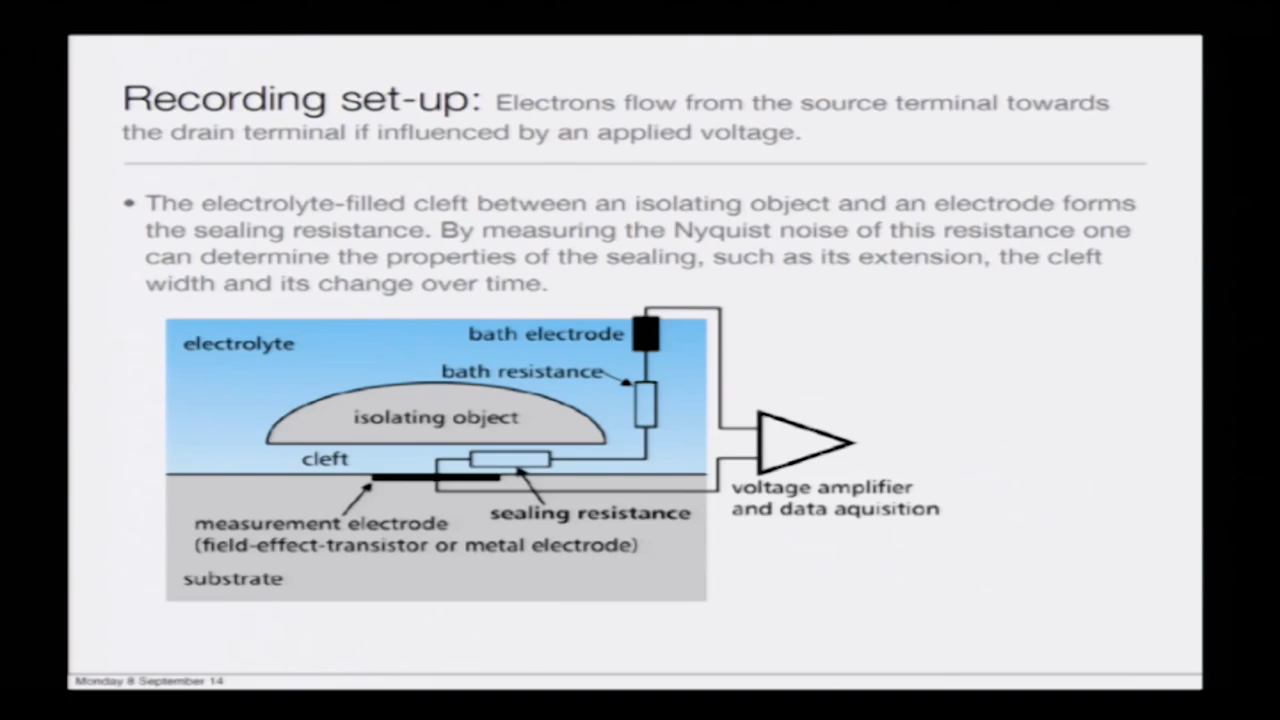 Recording set-up: Electrons flow from the source terminal towards
the drain terminal if influenced by an applied voltage.
• The electrolyte-filled cleft between an isolating object and an electrode forms
the sealing resistance. By measuring the Nyquist noise of this resistance one
can determine the properties of the sealing, such as its extension, the cleft
width and its change over time.
electrolyte
bath electrode
bath resistance
isolating object
cleft
voltage amplifier
and data aquisition
sealing resistance
measurement electrode
(field-effect-transistor or metal electrode)
substrate
Monday 8 September 14